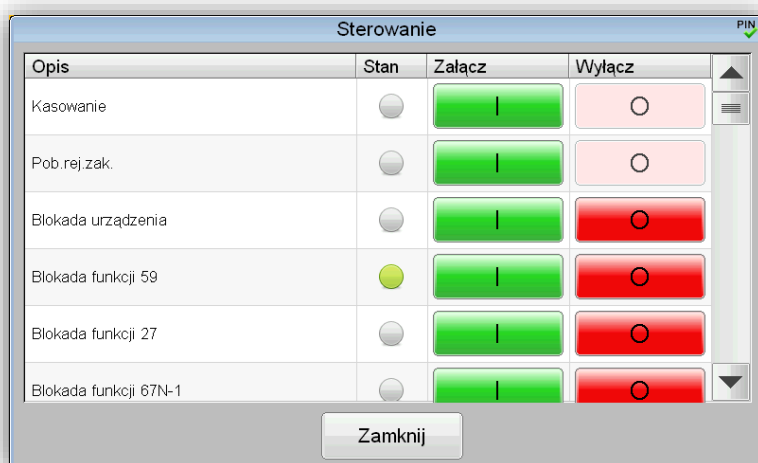 Sterowanie PIN
Opis Stan Załącz Wyłącz
Kasowanie I O
Pob.rej.zak. I O
Blokada urządzenia I O
Blokada funkcji 59 I O
Blokada funkcji 27 I O
Blokada funkcji 67N-1 I O
Zamknij